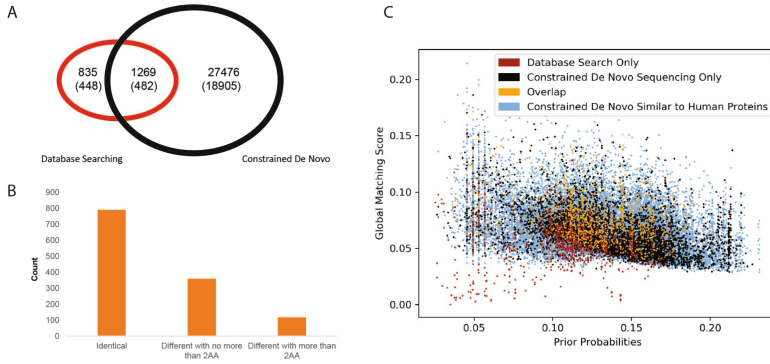 A
835
(448)
1269
(482)
27476
(18905)
Database Searching
Constrained De Novo
B
900
800
700
600
500
400
300
200
100
0
Count
Identical
Different with no more
than 2AA
Different with more than
2AA
C
Database Search Only
Constrained De Novo Sequencing Only
Overlap
Constrained De Novo Similar to Human Proteins
Global Matching Score
0.20
0.15
0.10
0.05
0.00
0.05
0.10
0.15
0.20
Prior Probabilities